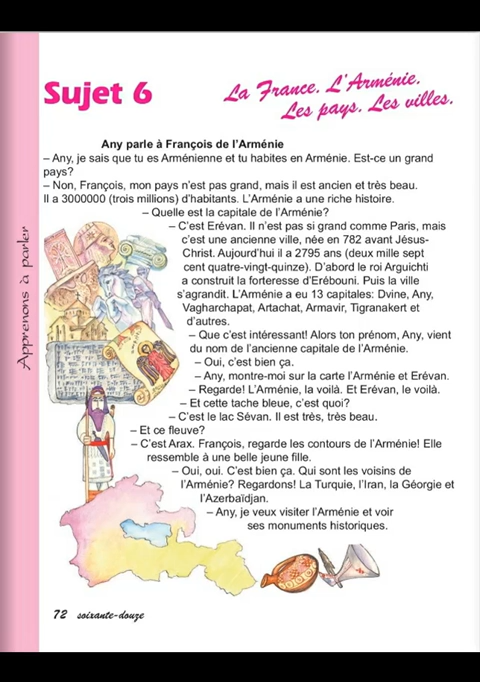 Sujet 6
La France. L'Arménie.
Les pays. Les villes.
Apprenons à parler
Any parle à François de l'Arménie
– Any, je sais que tu es Arménienne et tu habites en Arménie. Est-ce un grand
pays?
– Non, François, mon pays n'est pas grand, mais il est ancien et très beau.
Il a 3000000 (trois millions) d'habitants. L'Arménie a une riche histoire.
– Quelle est la capitale de l'Arménie?
– C'est Erévan. Il n'est pas si grand comme Paris, mais
c'est une ancienne ville, née en 782 avant Jésus-
Christ. Aujourd'hui il a 2795 ans (deux mille sept
cent quatre-vingt-quinze). D'abord le roi Arguichti
a construit la forteresse d'Erébouni. Puis la ville
s'agrandit. L'Arménie a eu 13 capitales: Dvine, Any,
Vagharchapat, Artachat, Armavir, Tigranakert et
d'autres.
– Que c'est intéressant! Alors ton prénom, Any, vient
du nom de l'ancienne capitale de l'Arménie.
– Oui, c'est bien ça.
– Any, montre-moi sur la carte l'Arménie et Erévan.
– Regarde! L'Arménie, la voilà. Et Erévan, le voilà.
– Et cette tache bleue, c'est quoi?
– C'est le lac Sévan. Il est très, très beau.
– Et ce fleuve?
– C'est Arax. François, regarde les contours de l'Arménie! Elle
ressemble à une belle jeune fille.
– Oui, oui. C'est bien ça. Qui sont les voisins de
l'Arménie? Regardons! La Turquie, l'Iran, la Géorgie et
l'Azerbaïdjan.
– Any, je veux visiter l'Arménie et voir
ses monuments historiques.
72 soixante-douze